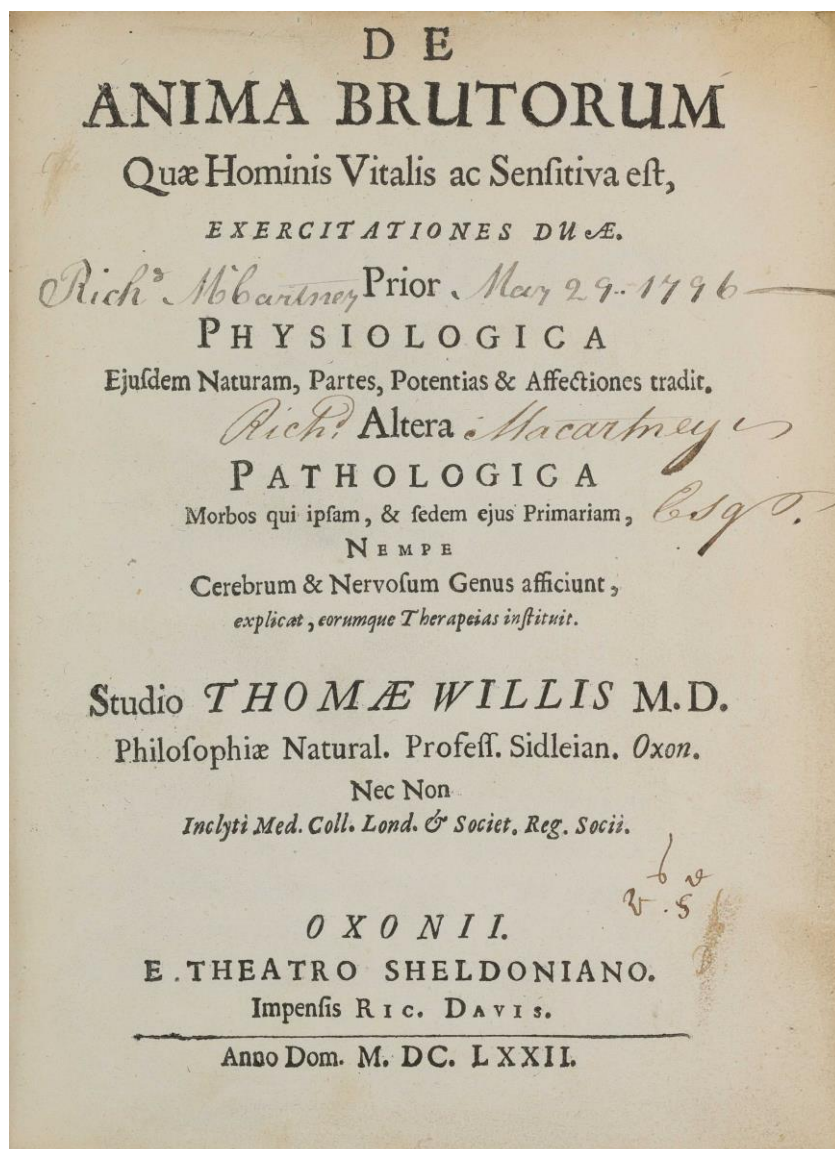 DE
ANIMA BRUTORUM
Quæ Hominis Vitalis ac Senſitiva eſt,
EXERCITATIONES DUÆ.
Richd McCartney Prior May 29. 1796
PHYSIOLOGICA
Ejuſdem Naturam, Partes, Potentias & Affectiones tradit.
Richd. Altera Macartney
PATHOLOGICA
Morbos qui ipſam, & ſedem ejus Primariam, Esqr.
NEMPE
Cerebrum & Nervoſum Genus afficiunt,
explicat, eorumque Therapeias inſtituit.
Studio THOMÆ WILLIS M.D.
Philoſophiæ Natural. Profeſſ. Sidleian. Oxon.
Nec Non
Inclyti Med. Coll. Lond. & Societ. Reg. Socii.
OXONII.
E. THEATRO SHELDONIANO.
Impenſis RIC. DAVIS.
Anno Dom. M. DC. LXXII.